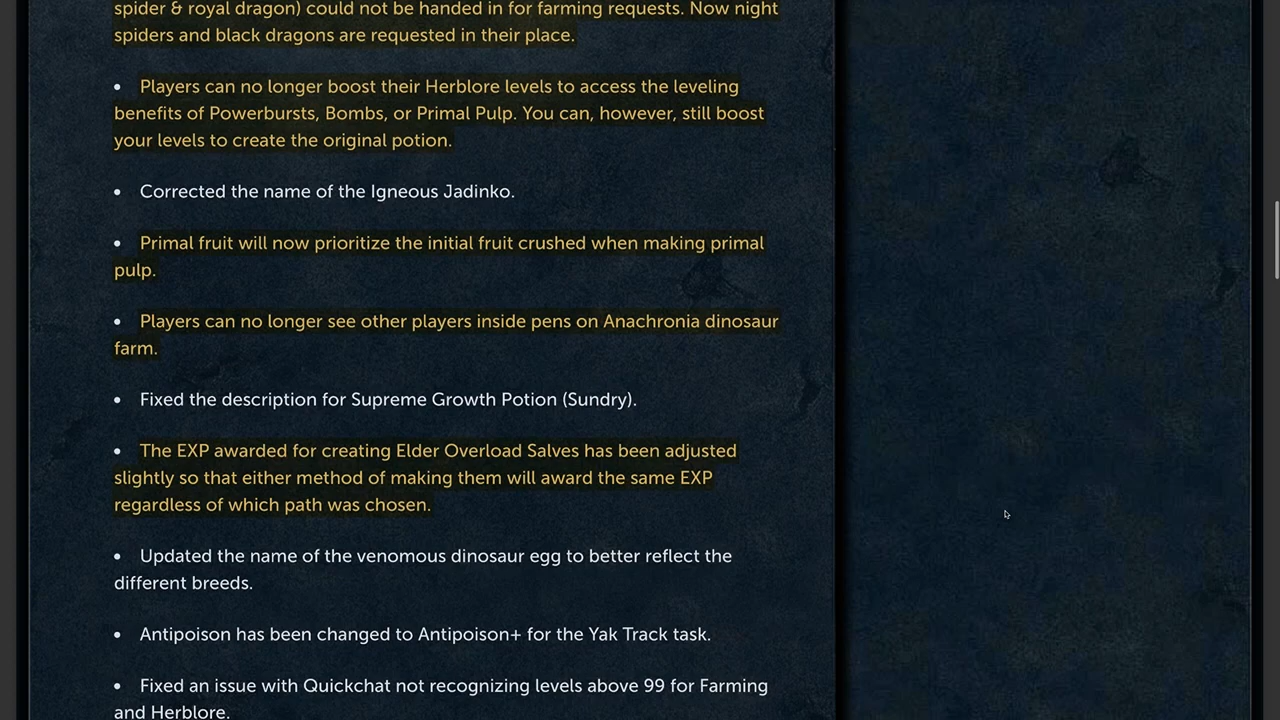 spider & royal dragon) could not be handed in for farming requests. Now night
spiders and black dragons are requested in their place.
• Players can no longer boost their Herblore levels to access the leveling
benefits of Powerbursts, Bombs, or Primal Pulp. You can, however, still boost
your levels to create the original potion.
• Corrected the name of the Igneous Jadinko.
• Primal fruit will now prioritize the initial fruit crushed when making primal
pulp.
• Players can no longer see other players inside pens on Anachronia dinosaur
farm.
• Fixed the description for Supreme Growth Potion (Sundry).
• The EXP awarded for creating Elder Overload Salves has been adjusted
slightly so that either method of making them will award the same EXP
regardless of which path was chosen.
• Updated the name of the venomous dinosaur egg to better reflect the
different breeds.
• Antipoison has been changed to Antipoison+ for the Yak Track task.
• Fixed an issue with Quickchat not recognizing levels above 99 for Farming
and Herblore.